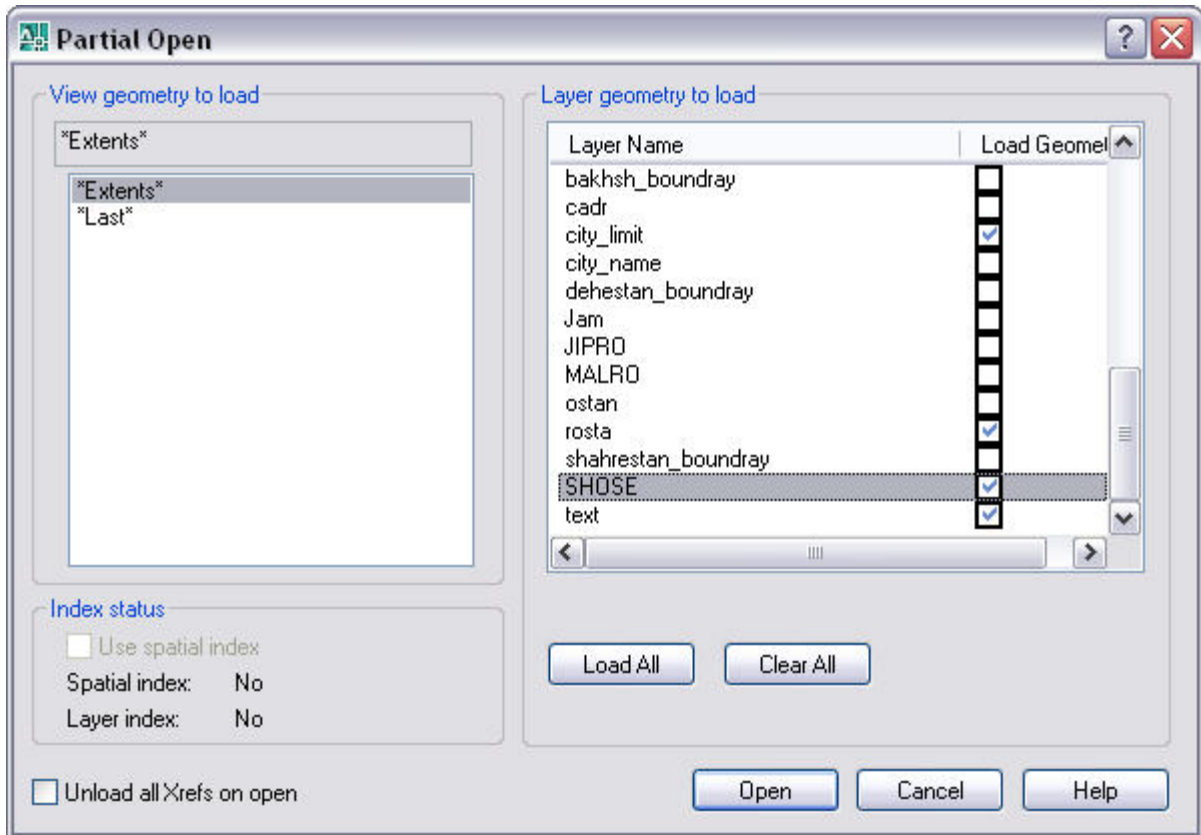 Partial Open
View geometry to load
*Extents*
*Extents*
*Last*
Index status
Use spatial index
Spatial index: No
Layer index: No
Layer geometry to load
Layer Name Load Geomet
bakhsh_boundray
cadr
city_limit
city_name
dehestan_boundray
Jam
JIPRO
MALRO
ostan
rosta
shahrestan_boundray
SHOSE
text
Load All Clear All
Unload all Xrefs on open
Open Cancel Help